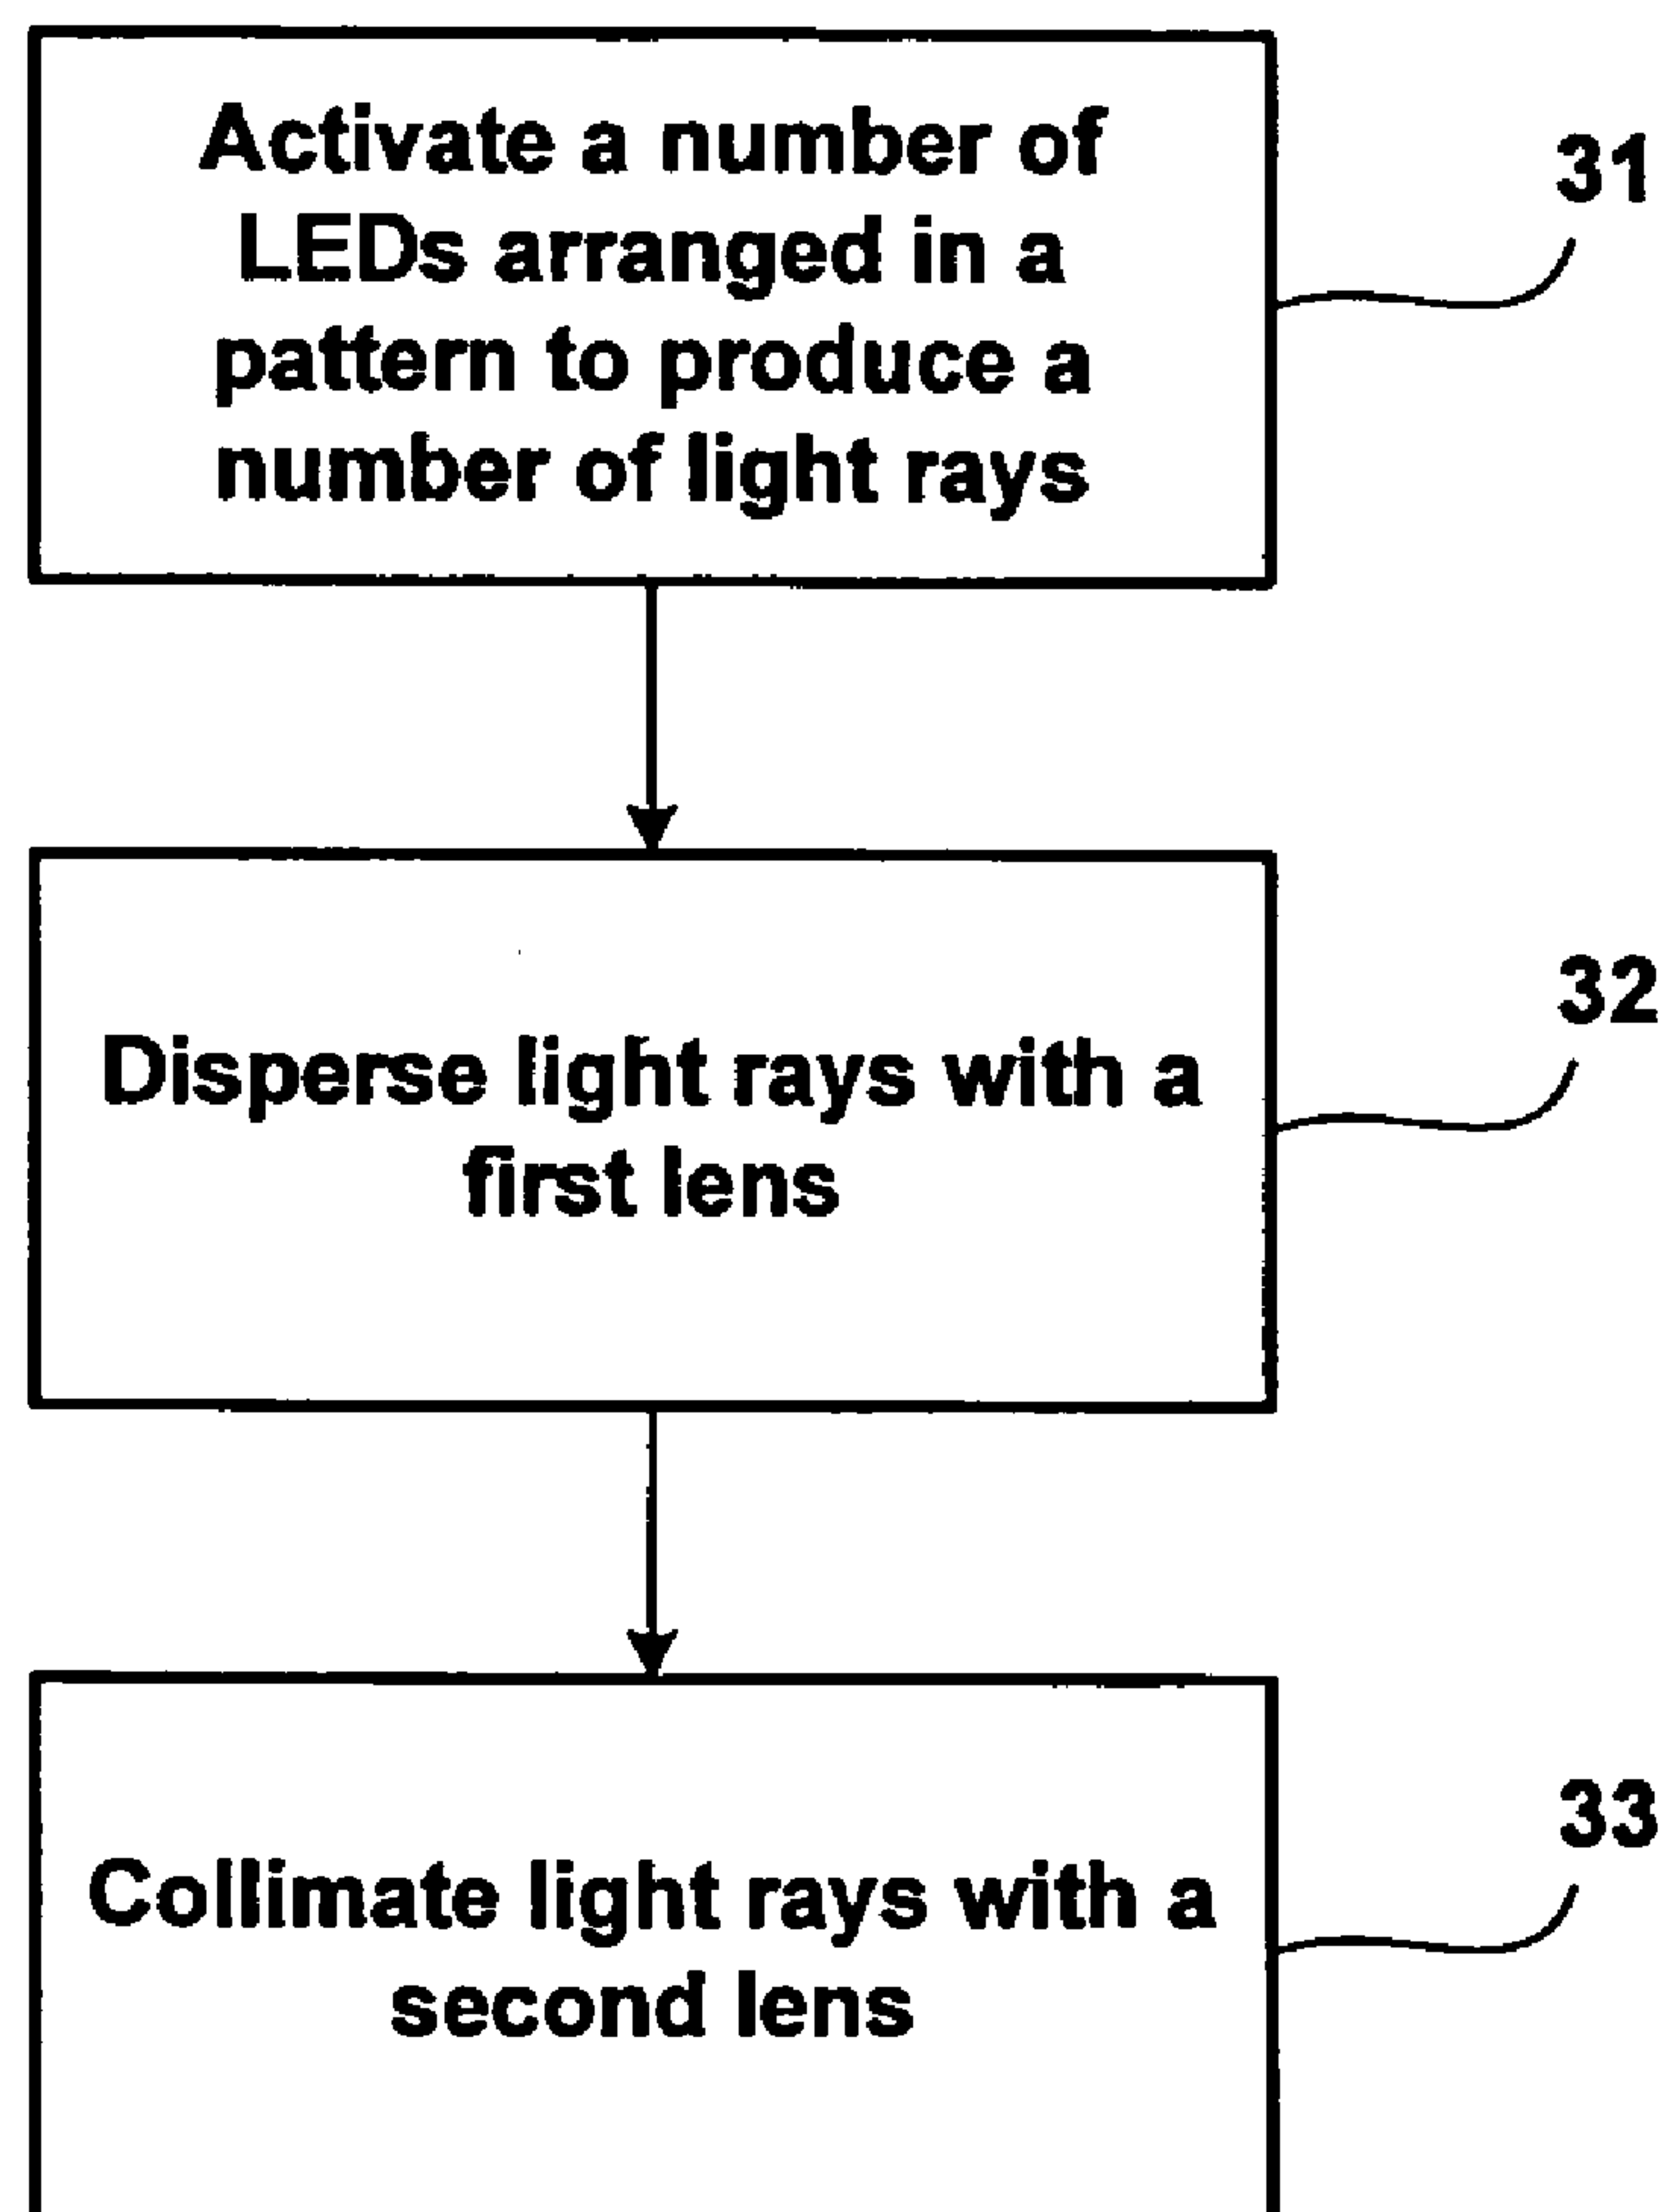 Activate a number of
LEDs arranged in a
pattern to produce a
number of light rays
31
Disperse light rays with a
first lens
32
Collimate light rays with a
second lens
33